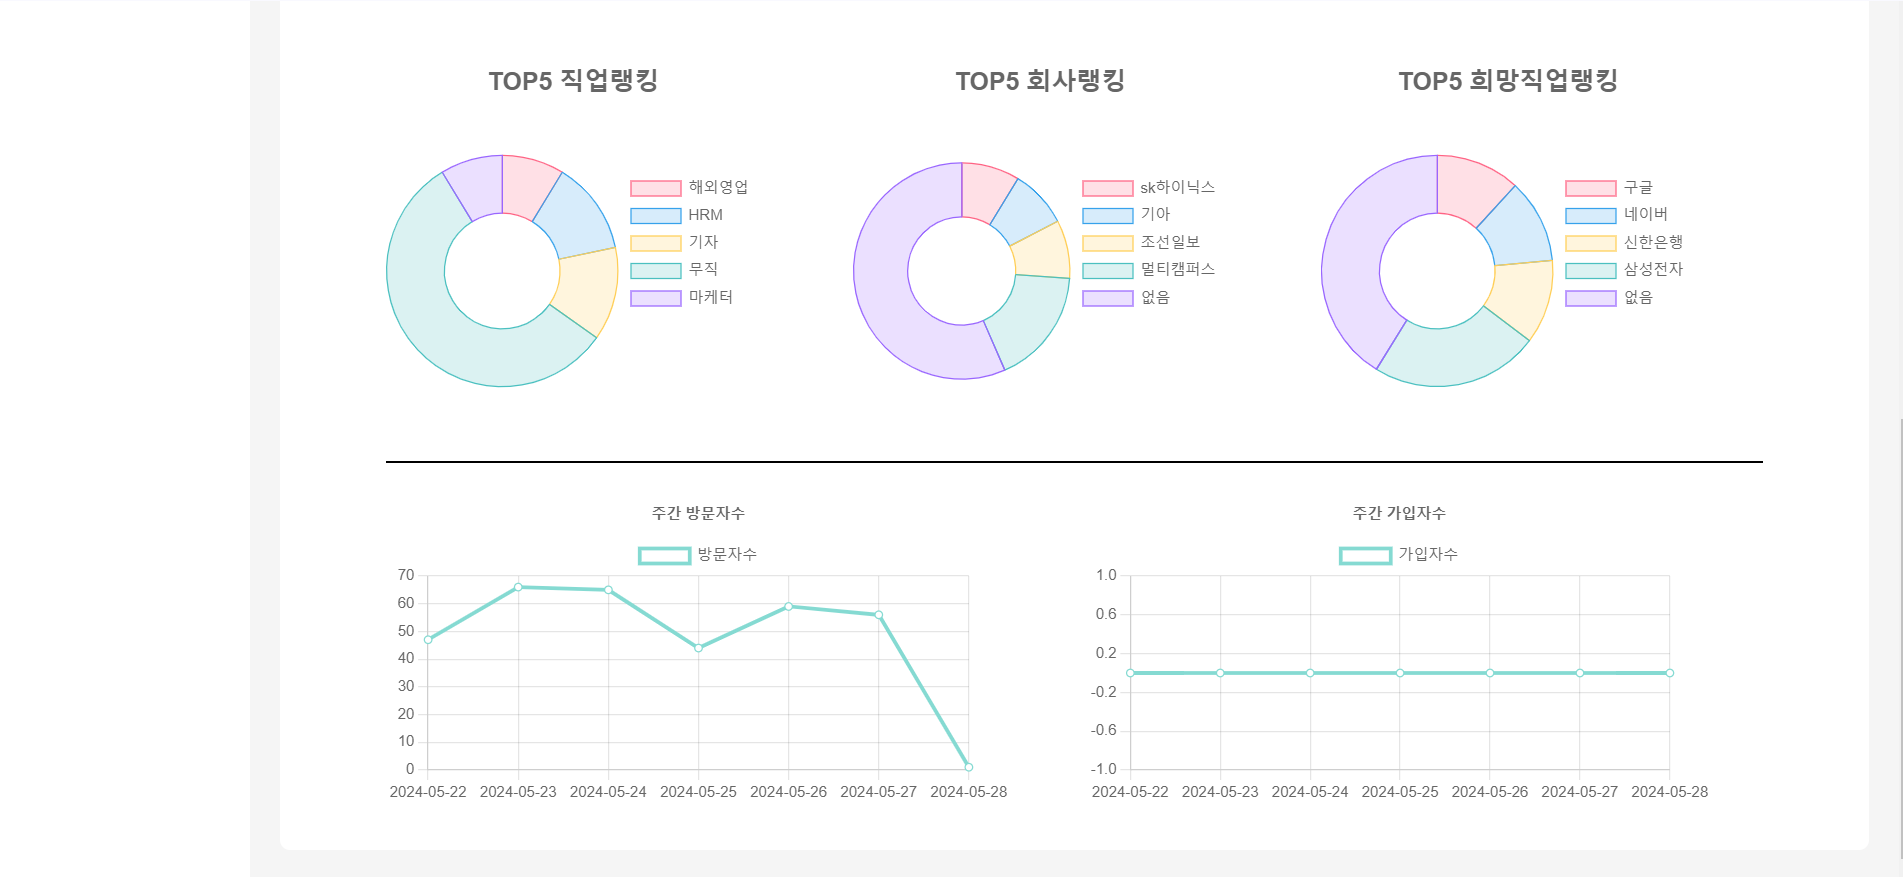 TOP5 직업랭킹
해외영업
HRM
기자
무직
마케터
TOP5 회사랭킹
sk하이닉스
기아
조선일보
멀티캠퍼스
없음
TOP5 희망직업랭킹
구글
네이버
신한은행
삼성전자
없음
주간 방문자수
방문자수
70
60
50
40
30
20
10
0
2024-05-22 2024-05-23 2024-05-24 2024-05-25 2024-05-26 2024-05-27 2024-05-28
주간 가입자수
가입자수
1.0
0.6
0.2
-0.2
-0.6
-1.0
2024-05-22 2024-05-23 2024-05-24 2024-05-25 2024-05-26 2024-05-27 2024-05-28